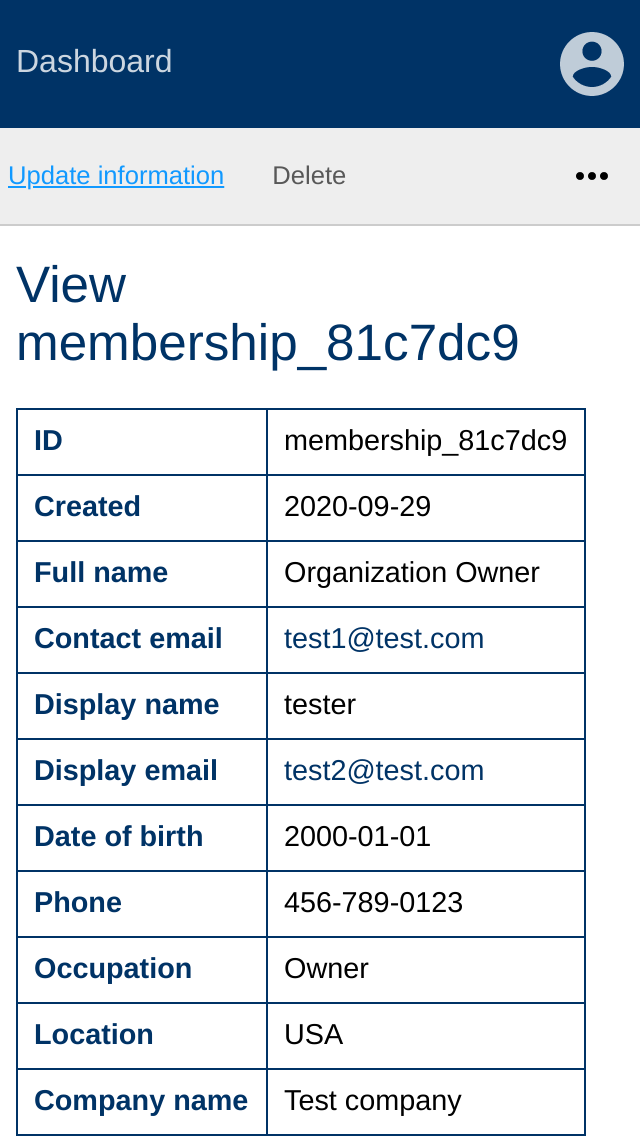 Dashboard
Update information Delete
View
membership_81c7dc9
ID membership_81c7dc9
Created 2020-09-29
Full name Organization Owner
Contact email test1@test.com
Display name tester
Display email test2@test.com
Date of birth 2000-01-01
Phone 456-789-0123
Occupation Owner
Location USA
Company name Test company